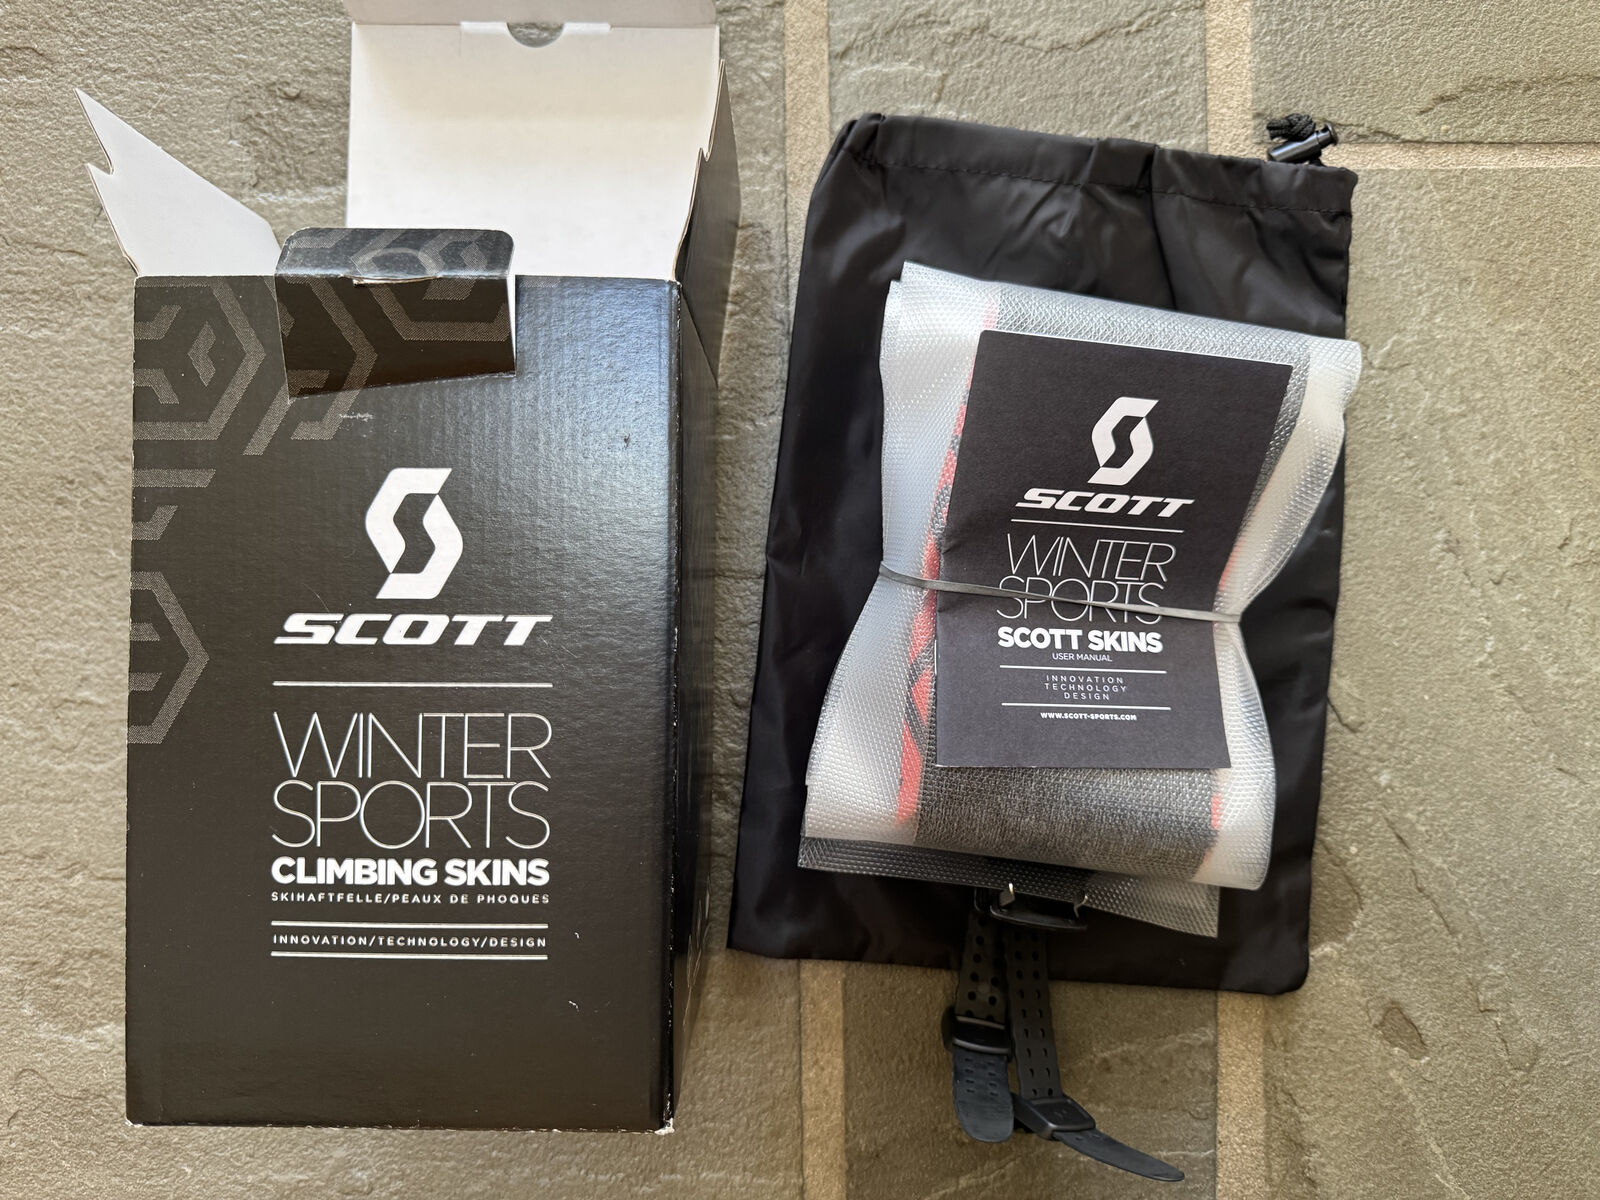 SCOTT
WINTER
SPORTS
CLIMBING SKINS
SKIHAFTFELLE/PEAUX DE PHOQUES
INNOVATION/TECHNOLOGY/DESIGN
SCOTT
WINTER
SPORTS
SCOTT SKINS
USER MANUAL
INNOVATION
TECHNOLOGY
DESIGN
WWW.SCOTT-SPORTS.COM